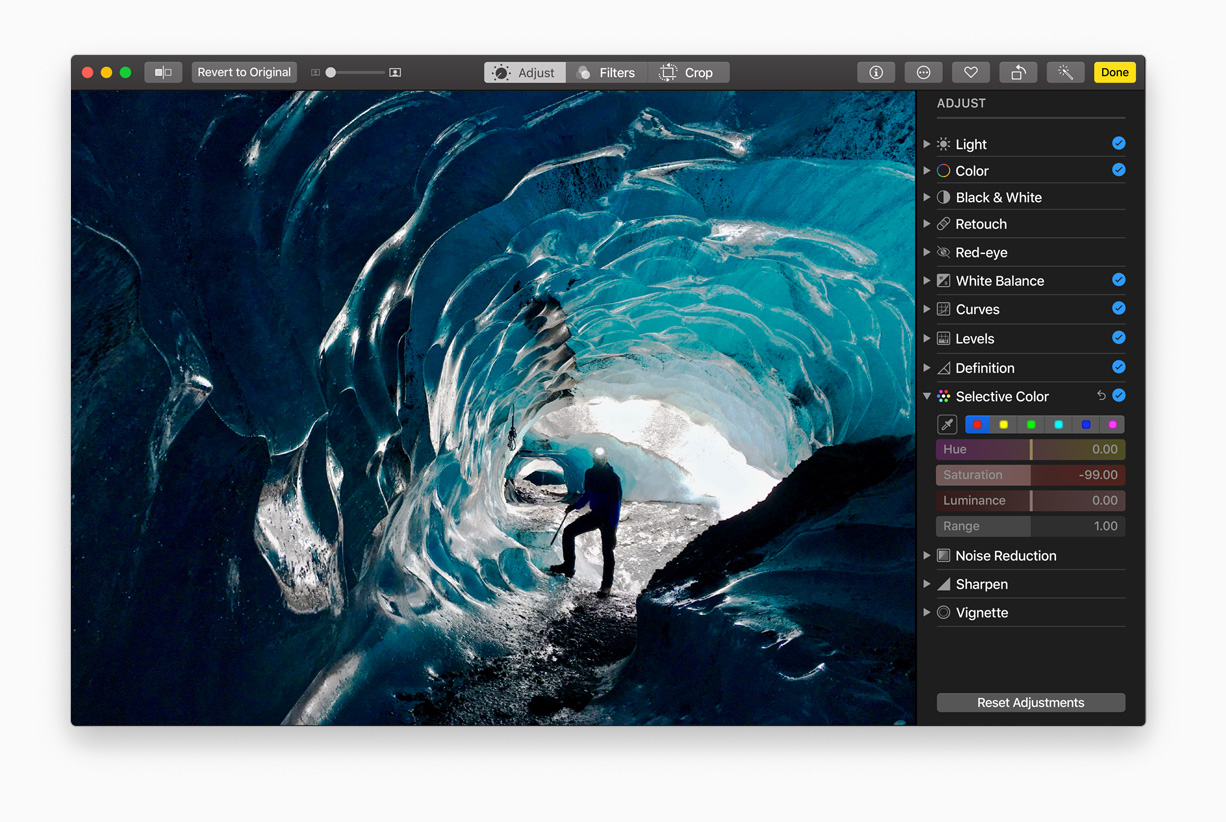 Revert to Original
Adjust
Filters
Crop
Done
ADJUST
Light
Color
Black & White
Retouch
Red-eye
White Balance
Curves
Levels
Definition
Selective Color
Hue 0.00
Saturation -99.00
Luminance 0.00
Range 1.00
Noise Reduction
Sharpen
Vignette
Reset Adjustments